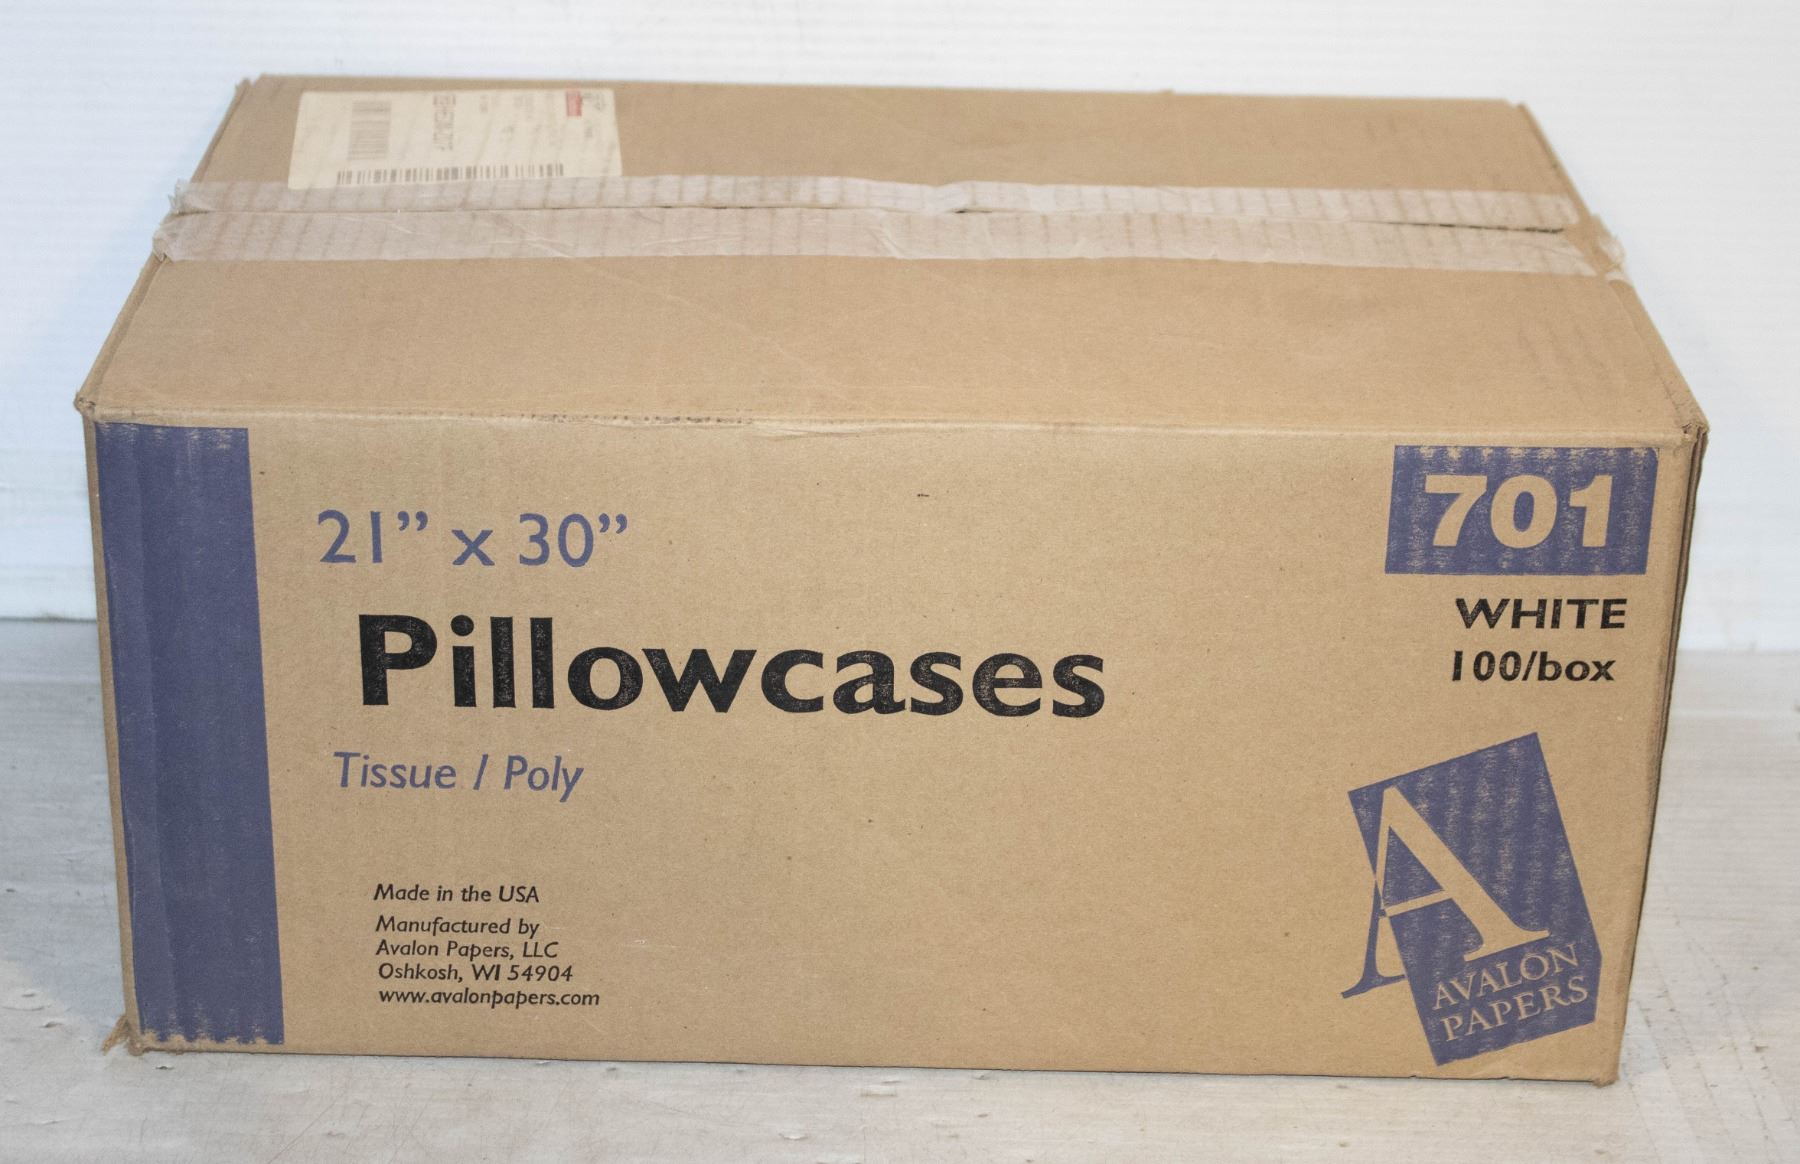 21” x 30”
Pillowcases
Tissue / Poly
Made in the USA
Manufactured by
Avalon Papers, LLC
Oshkosh, WI 54904
www.avalonpapers.com
701
WHITE
100/box
A
AVALON
PAPERS